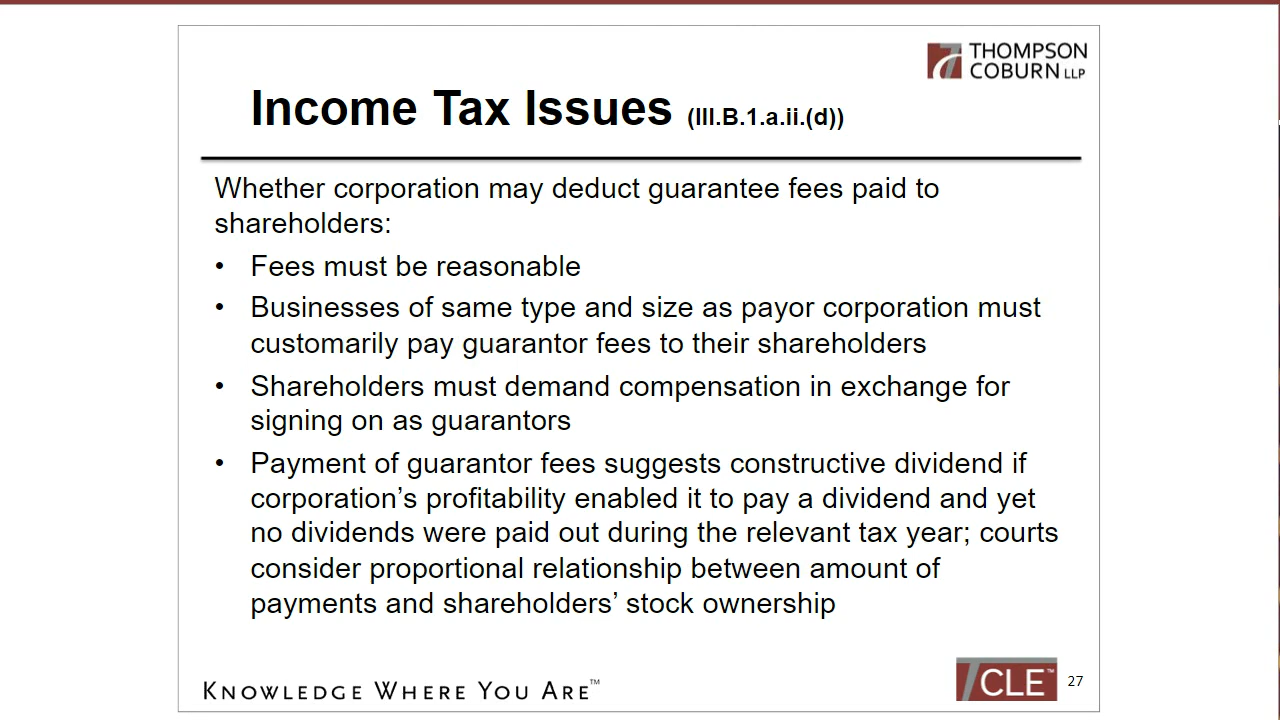 THOMPSON
COBURN LLP
Income Tax Issues (III.B.1.a.ii.(d))
Whether corporation may deduct guarantee fees paid to
shareholders:
• Fees must be reasonable
• Businesses of same type and size as payor corporation must
customarily pay guarantor fees to their shareholders
• Shareholders must demand compensation in exchange for
signing on as guarantors
• Payment of guarantor fees suggests constructive dividend if
corporation’s profitability enabled it to pay a dividend and yet
no dividends were paid out during the relevant tax year; courts
consider proportional relationship between amount of
payments and shareholders’ stock ownership
KNOWLEDGE WHERE YOU ARE™
TCLE™ 27